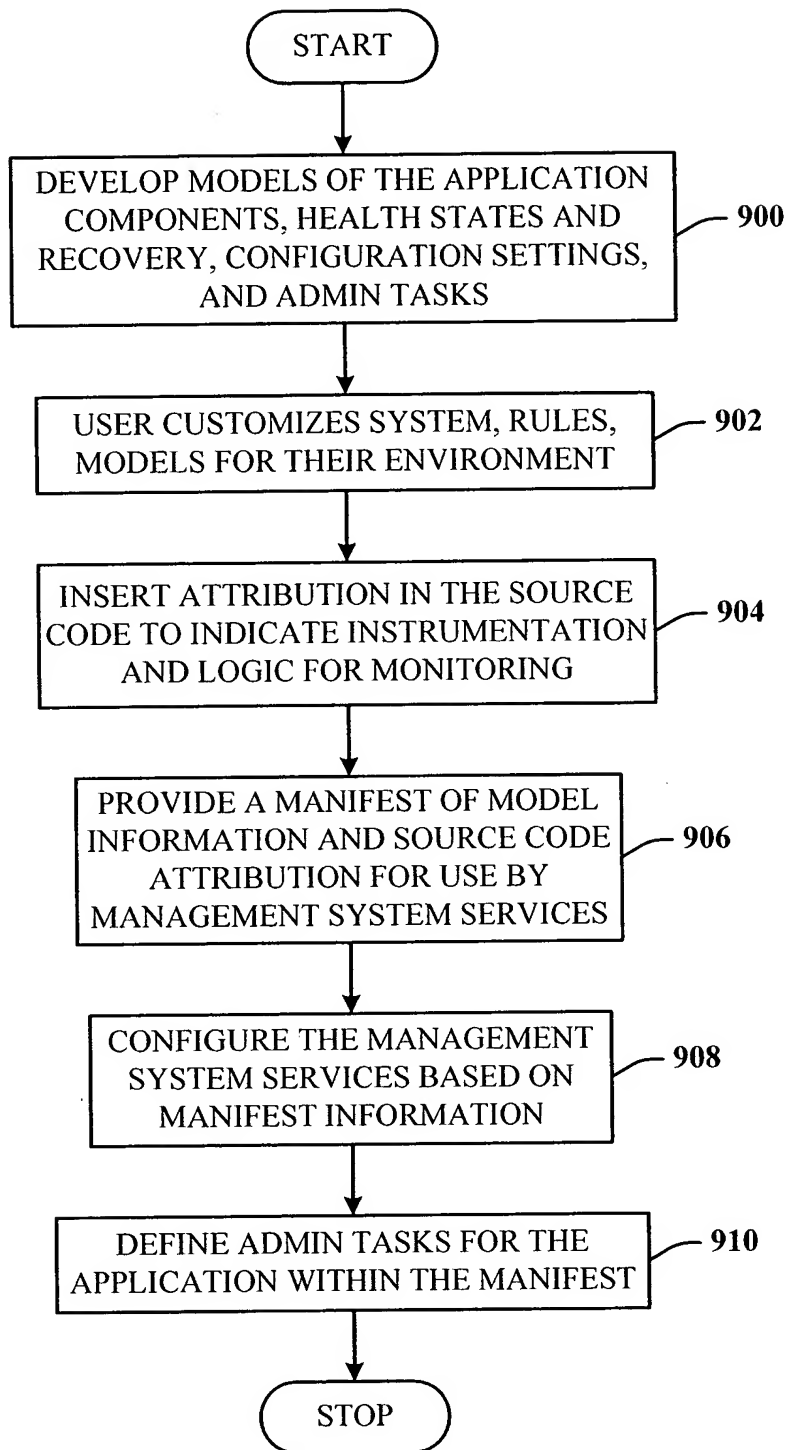 START
DEVELOP MODELS OF THE APPLICATION
COMPONENTS, HEALTH STATES AND
RECOVERY, CONFIGURATION SETTINGS,
AND ADMIN TASKS
900
USER CUSTOMIZES SYSTEM, RULES,
MODELS FOR THEIR ENVIRONMENT
902
INSERT ATTRIBUTION IN THE SOURCE
CODE TO INDICATE INSTRUMENTATION
AND LOGIC FOR MONITORING
904
PROVIDE A MANIFEST OF MODEL
INFORMATION AND SOURCE CODE
ATTRIBUTION FOR USE BY
MANAGEMENT SYSTEM SERVICES
906
CONFIGURE THE MANAGEMENT
SYSTEM SERVICES BASED ON
MANIFEST INFORMATION
908
DEFINE ADMIN TASKS FOR THE
APPLICATION WITHIN THE MANIFEST
910
STOP